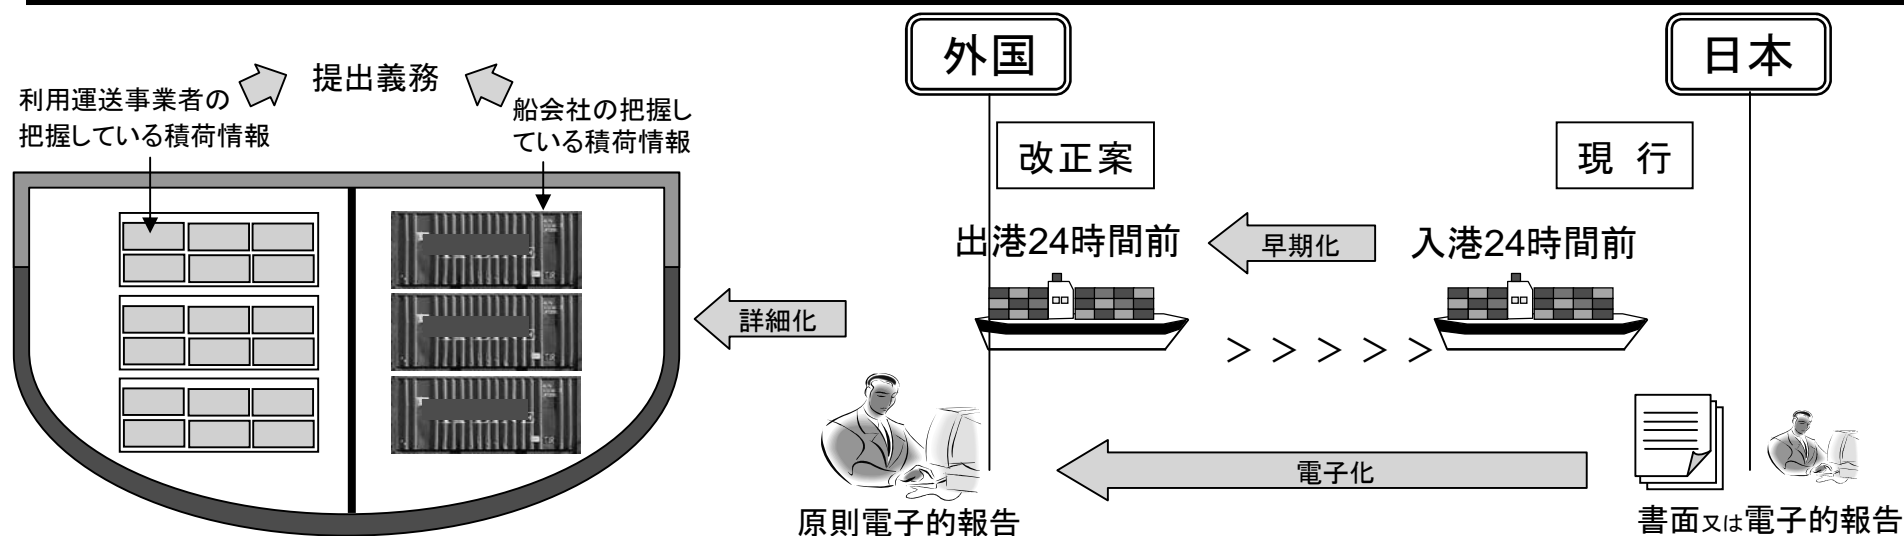 外国
日本
提出義務
利用運送事業者の
把握している積荷情報
船会社の把握し
ている積荷情報
改正案
現 行
出港24時間前
早期化
入港24時間前
詳細化
＞＞＞＞＞
電子化
原則電子的報告
書面又は電子的報告